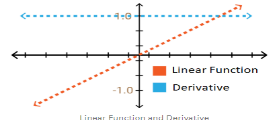 1.0
Linear Function
Derivative
-1.0
Linear Function and Derivative